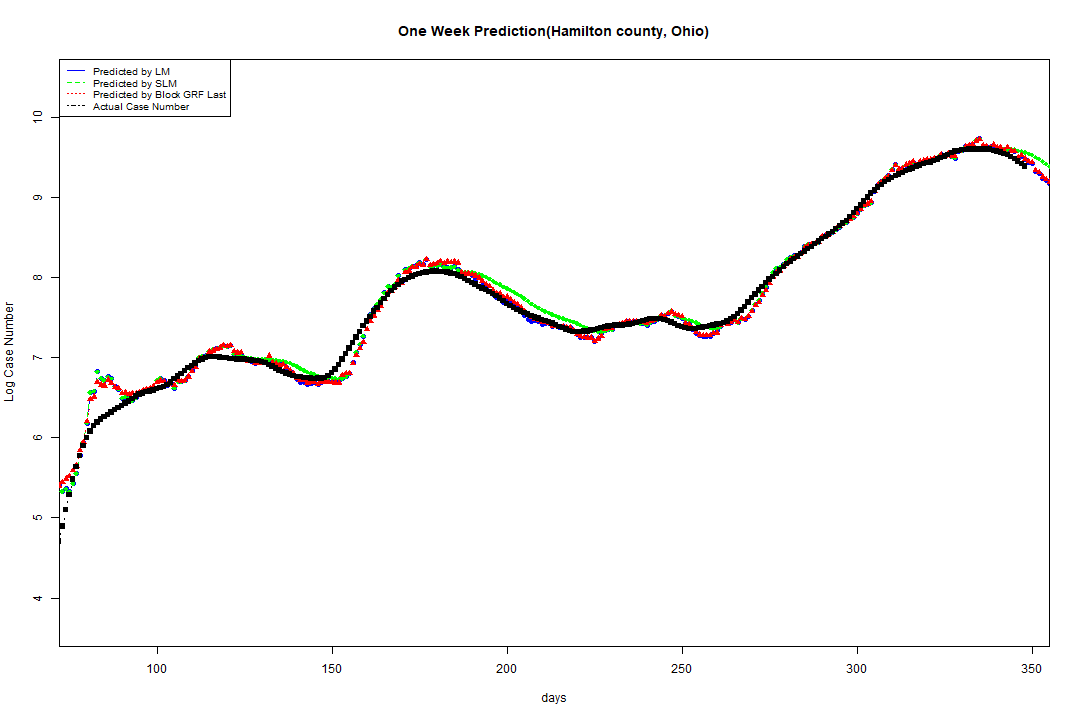 One Week Prediction(Hamilton county, Ohio)
Predicted by LM
Predicted by SLM
Predicted by Block GRF Last
Actual Case Number
Log Case Number
10
9
8
7
6
5
4
100 150 200 250 300 350
days